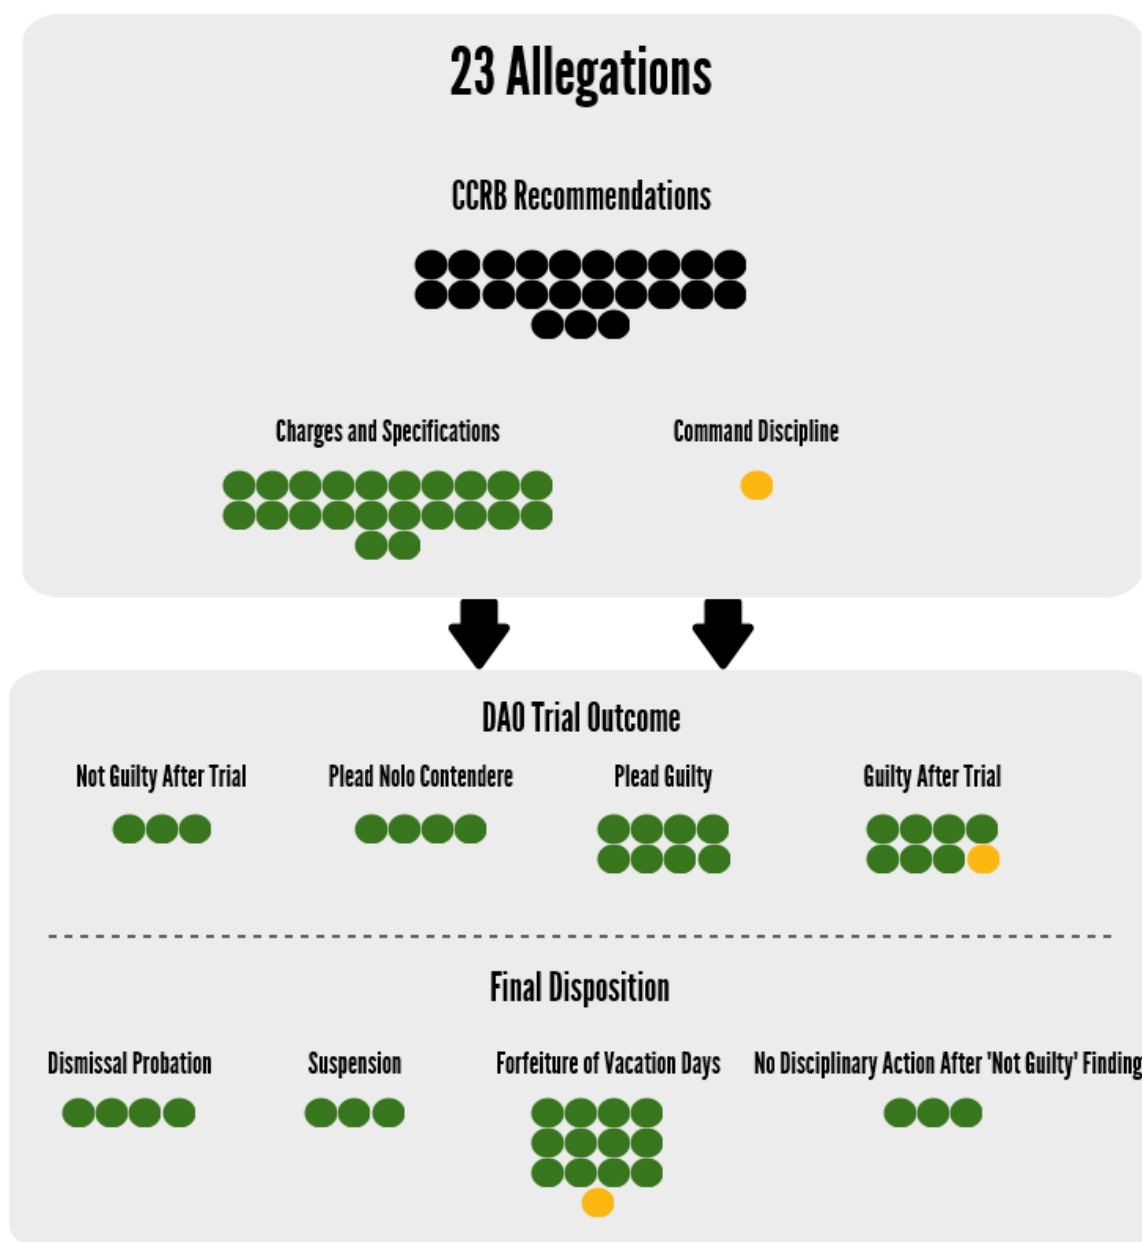 23 Allegations
CCRB Recommendations
Charges and Specifications
Command Discipline
DAO Trial Outcome
Not Guilty After Trial
Plead Nolo Contendere
Plead Guilty
Guilty After Trial
Final Disposition
Dismissal Probation
Suspension
Forfeiture of Vacation Days
No Disciplinary Action After 'Not Guilty' Finding